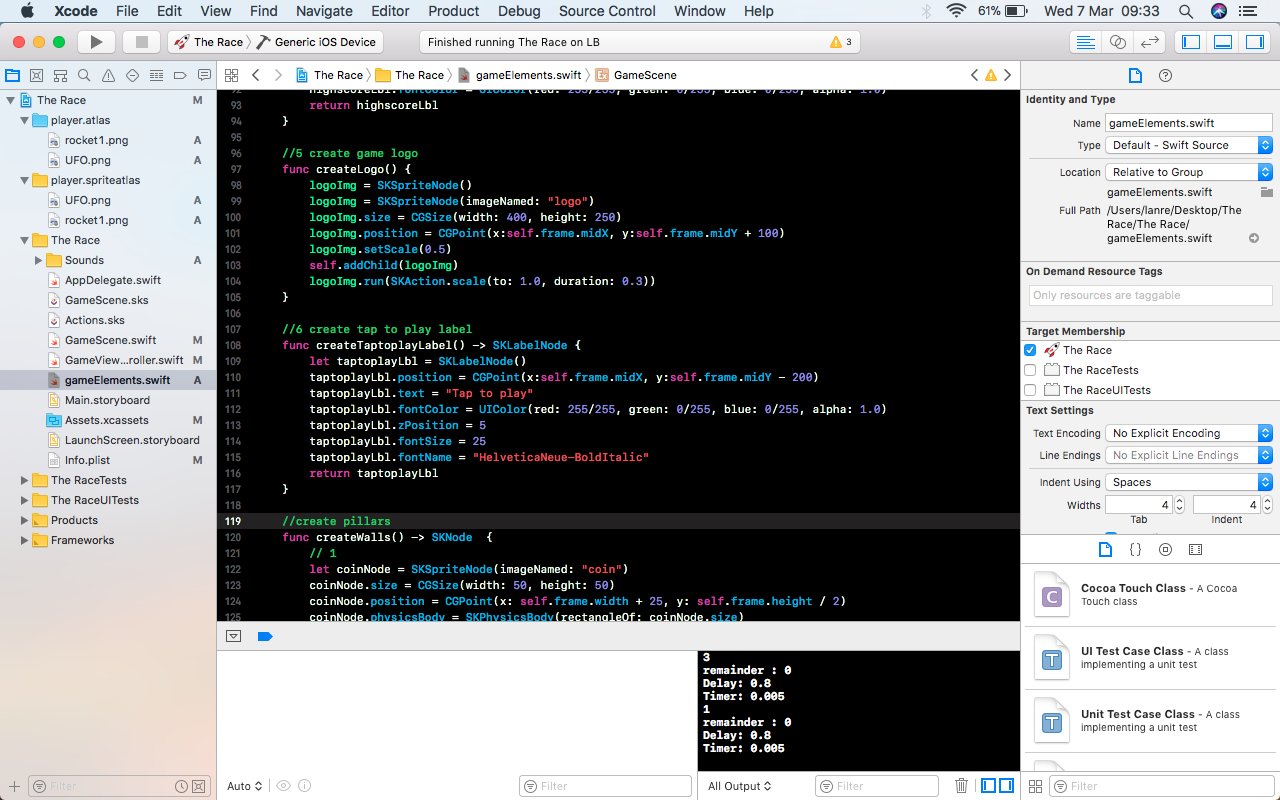 Xcode File Edit View Find Navigate Editor Product Debug Source Control Window Help 61% Wed 7 Mar 09:33
The Race Generic iOS Device Finished running The Race on LB 3
The Race The Race gameElements.swift Ex GameScene
The Race M
player.atlas
rocket1.png A
UFO.png A
player.spriteatlas
UFO.png A
rocket1.png A
The Race
Sounds A
AppDelegate.swift
GameScene.sks
Actions.sks
GameScene.swift M
GameView...roller.swift M
gameElements.swift A
Main.storyboard
Assets.xcassets M
LaunchScreen.storyboard
Info.plist M
The RaceTests
The RaceUITests
Products
Frameworks
Filter
92 highscoreLbl.fontColor = UIColor(red: 255/255, green: 0/255, blue: 0/255, alpha: 1.0)
93 return highscoreLbl
94 }
95
96 //5 create game logo
97 func createLogo() {
98 logoImg = SKSpriteNode()
99 logoImg = SKSpriteNode(imageNamed: "logo")
100 logoImg.size = CGSize(width: 400, height: 250)
101 logoImg.position = CGPoint(x:self.frame.midX, y:self.frame.midY + 100)
102 logoImg.setScale(0.5)
103 self.addChild(logoImg)
104 logoImg.run(SKAction.scale(to: 1.0, duration: 0.3))
105 }
106
107 //6 create tap to play label
108 func createTaptoplayLabel() -> SKLabelNode {
109 let taptoplayLbl = SKLabelNode()
110 taptoplayLbl.position = CGPoint(x:self.frame.midX, y:self.frame.midY - 200)
111 taptoplayLbl.text = "Tap to play"
112 taptoplayLbl.fontColor = UIColor(red: 255/255, green: 0/255, blue: 0/255, alpha: 1.0)
113 taptoplayLbl.zPosition = 5
114 taptoplayLbl.fontSize = 25
115 taptoplayLbl.fontName = "HelveticaNeue-BoldItalic"
116 return taptoplayLbl
117 }
118
119 //create pillars
120 func createWalls() -> SKNode {
121 // 1
122 let coinNode = SKSpriteNode(imageNamed: "coin")
123 coinNode.size = CGSize(width: 50, height: 50)
124 coinNode.position = CGPoint(x: self.frame.width + 25, y: self.frame.height / 2)
125 coinNode.physicsBody = SKPhysicsBody(rectangleOf: coinNode.size)
3
remainder : 0
Delay: 0.8
Timer: 0.005
1
remainder : 0
Delay: 0.8
Timer: 0.005
Auto Filter All Output Filter
Identity and Type
Name gameElements.swift
Type Default - Swift Source
Location Relative to Group
gameElements.swift
Full Path /Users/lanre/Desktop/The
Race/The Race/
gameElements.swift
On Demand Resource Tags
Only resources are taggable
Target Membership
The Race
The RaceTests
The RaceUITests
Text Settings
Text Encoding No Explicit Encoding
Line Endings No Explicit Line Endings
Indent Using Spaces
Widths 4 4
Tab Indent
{}
C Cocoa Touch Class - A Cocoa
Touch class
T UI Test Case Class - A class
implementing a unit test
T Unit Test Case Class - A class
implementing a unit test
Filter